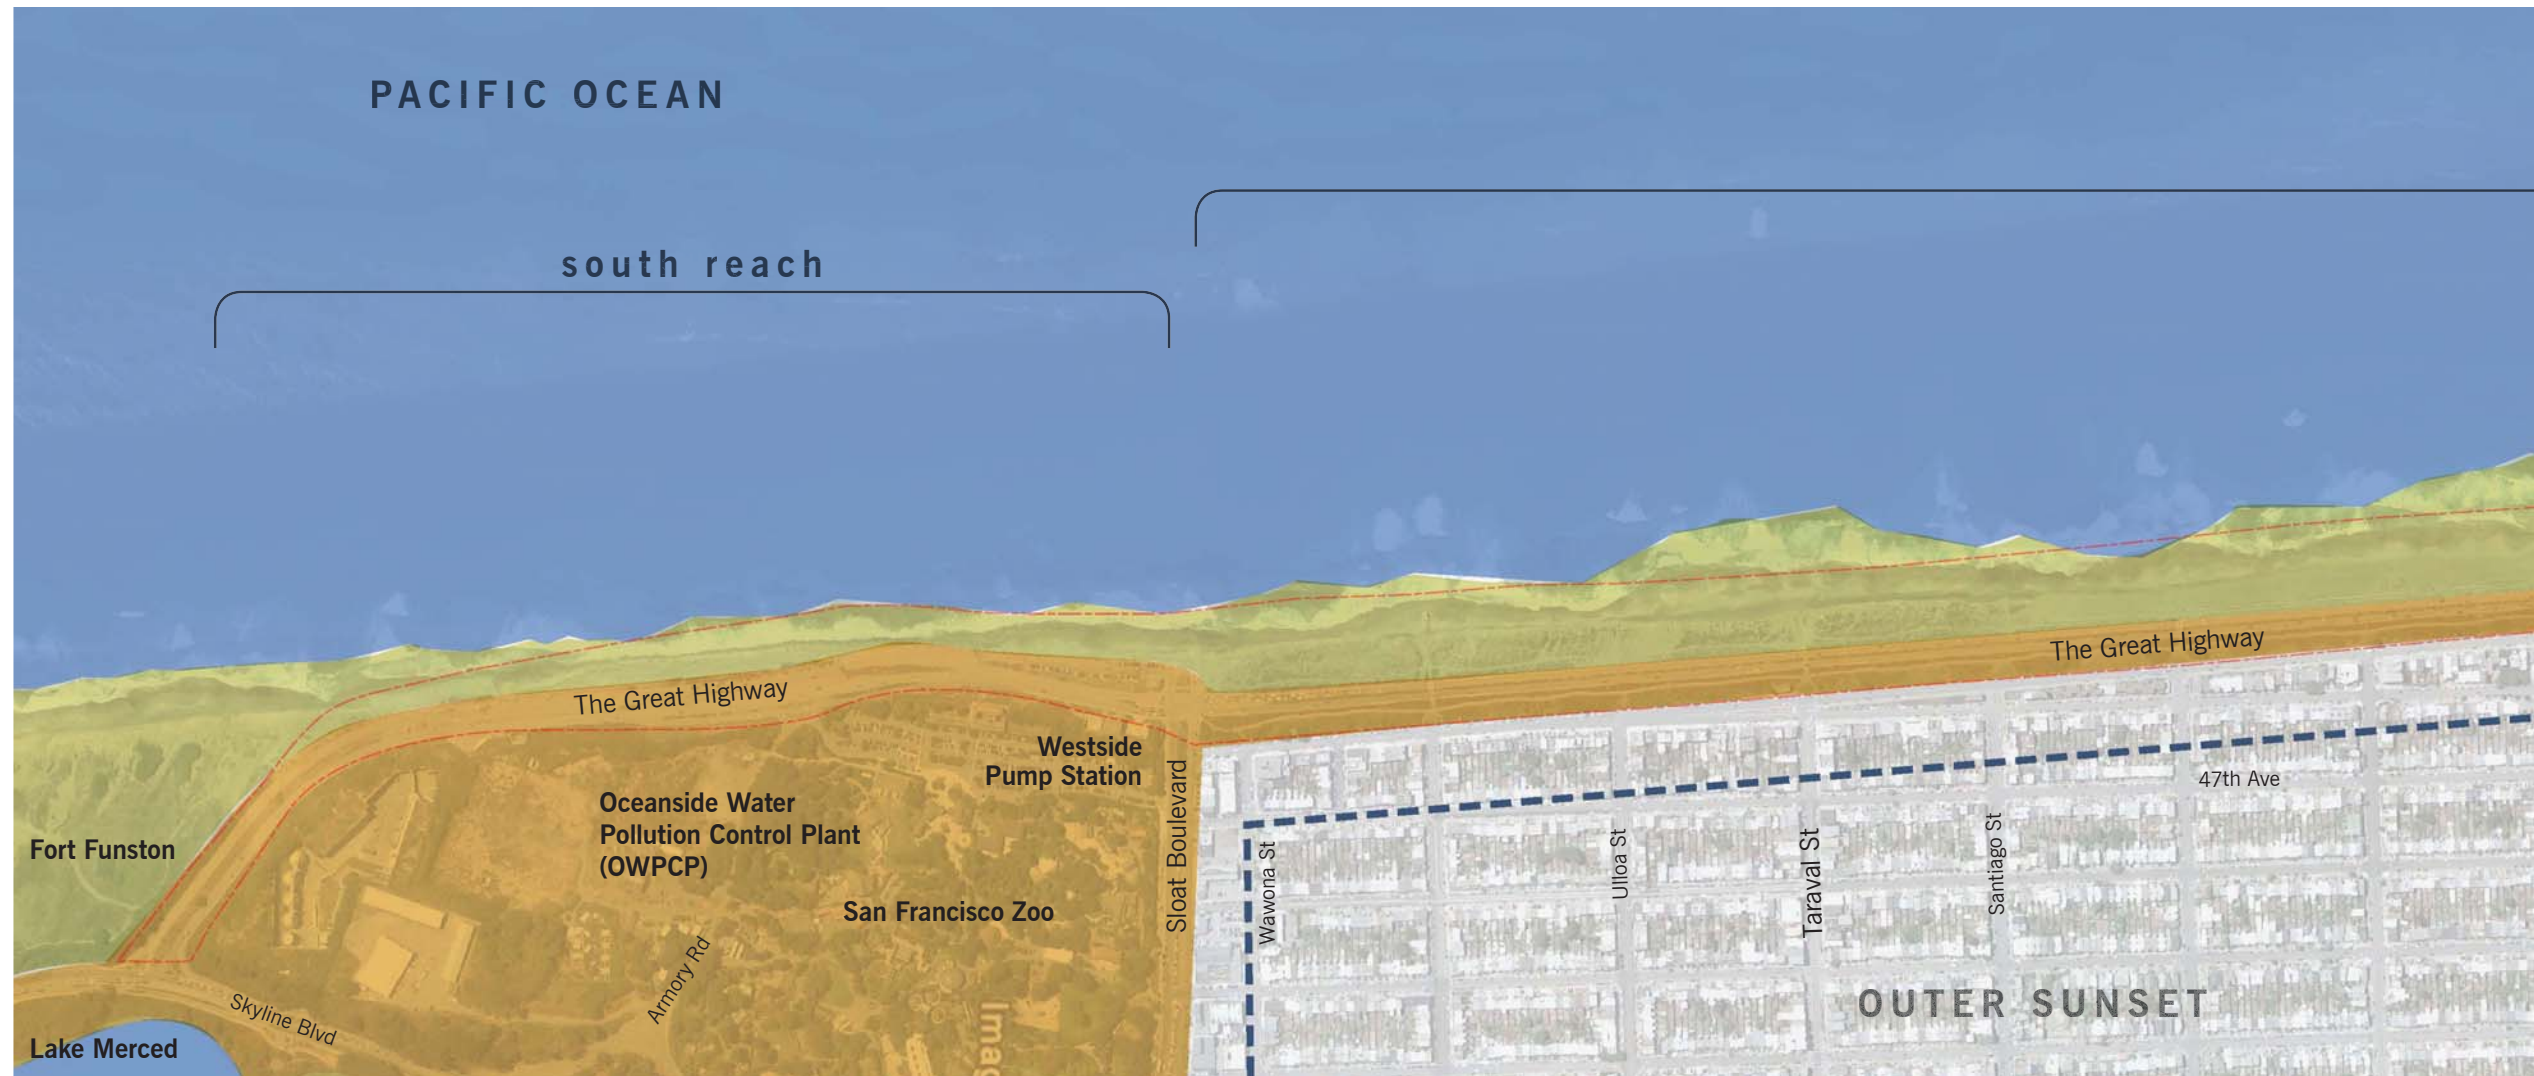 PACIFIC OCEAN
south reach
The Great Highway
The Great Highway
Westside
Pump Station
47th Ave
Oceanside Water
Pollution Control Plant
(OWPCP)
Fort Funston
Sloat Boulevard
Wawona St
Ulloa St
Taraval St
Santiago St
San Francisco Zoo
Armory Rd
Skyline Blvd
OUTER SUNSET
Lake Merced